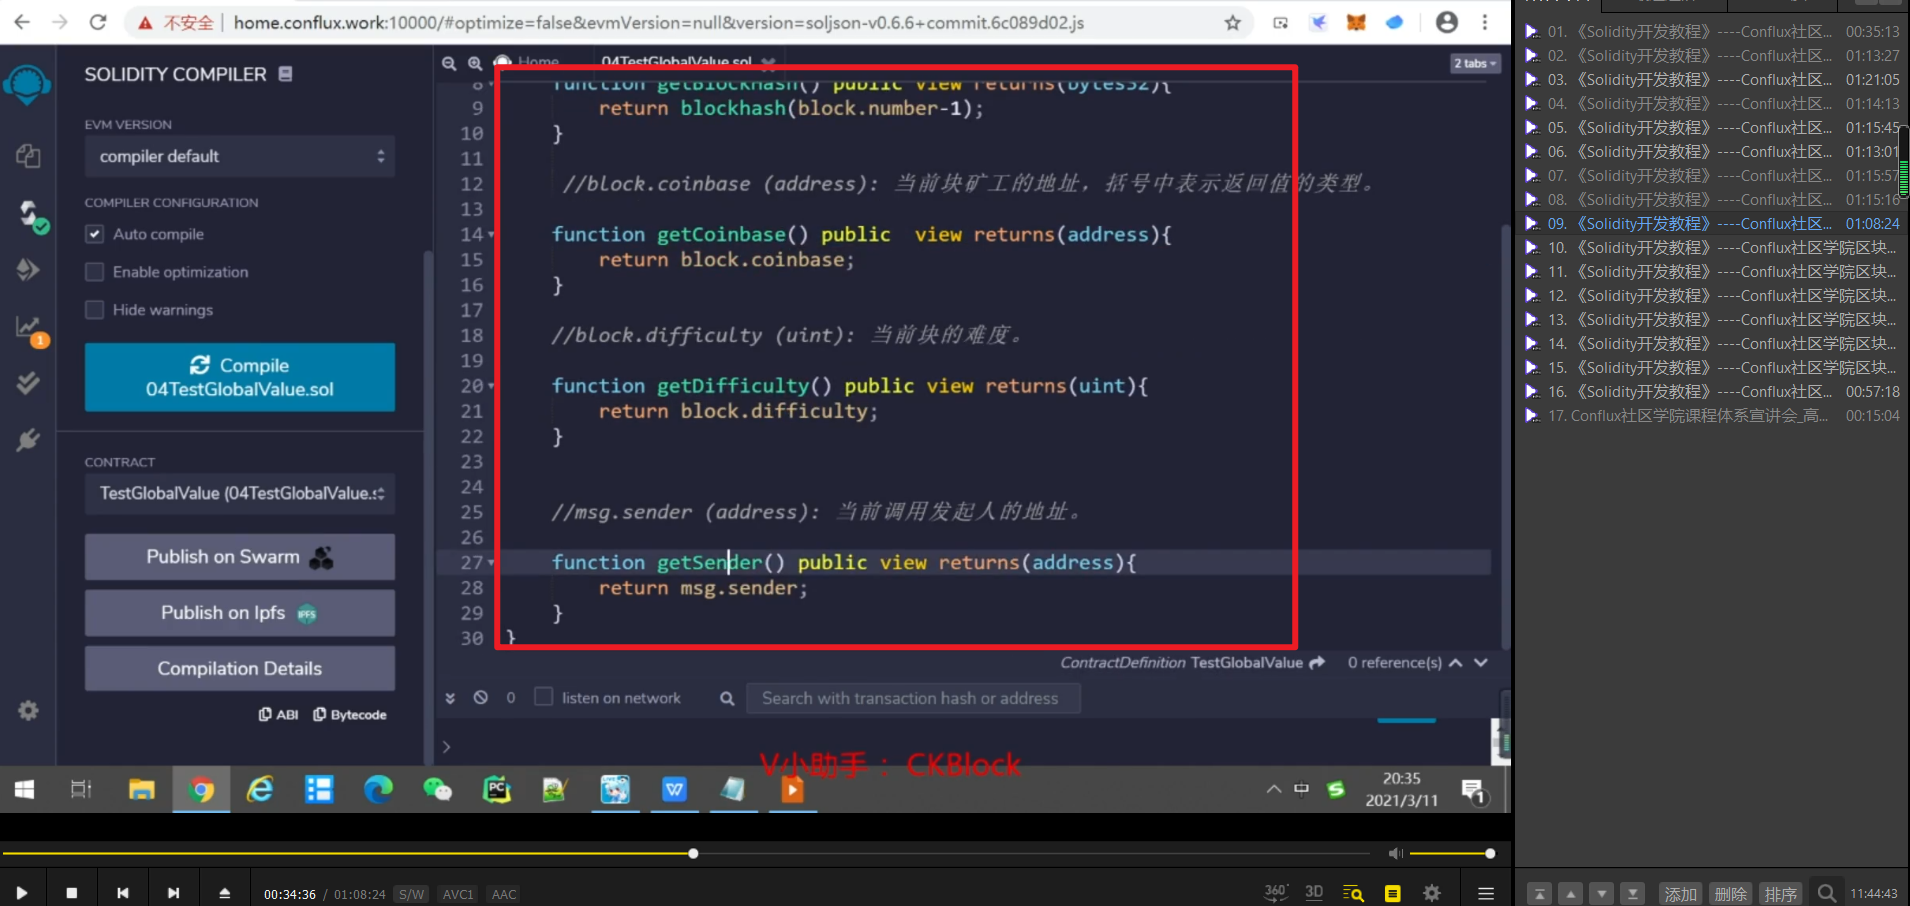 不安全 home.conflux.work:10000/#optimize=false&evmVersion=null&version=soljson-v0.6.6+commit.6c089d02.js
SOLIDITY COMPILER
EVM VERSION
compiler default
COMPILER CONFIGURATION
Auto compile
Enable optimization
Hide warnings
Compile
04TestGlobalValue.sol
CONTRACT
TestGlobalValue (04TestGlobalValue.s
Publish on Swarm
Publish on Ipfs
IPFS
Compilation Details
ABI Bytecode
1
Home 04TestGlobalValue.sol
2 tabs
8 function getBlockHash() public view returns(bytes32){
9 return blockhash(block.number-1);
10 }
11
12 //block.coinbase (address): 当前块矿工的地址，括号中表示返回值的类型。
13
14 function getCoinbase() public  view returns(address){
15 return block.coinbase;
16 }
17
18 //block.difficulty (uint): 当前块的难度。
19
20 function getDifficulty() public view returns(uint){
21 return block.difficulty;
22 }
23
24
25 //msg.sender (address): 当前调用发起人的地址。
26
27 function getSender() public view returns(address){
28 return msg.sender;
29 }
30 }
ContractDefinition TestGlobalValue 0 reference(s)
0 listen on network Search with transaction hash or address
V小助手： CKBlock
PC
W
中
S
20:35
2021/3/11
1
00:34:36 / 01:08:24 S/W AVC1 AAC
360° 3D
01. 《Solidity开发教程》----Conflux社区... 00:35:13
02. 《Solidity开发教程》----Conflux社区... 01:13:27
03. 《Solidity开发教程》----Conflux社区... 01:21:05
04. 《Solidity开发教程》----Conflux社区... 01:14:13
05. 《Solidity开发教程》----Conflux社区... 01:15:45
06. 《Solidity开发教程》----Conflux社区... 01:13:01
07. 《Solidity开发教程》----Conflux社区... 01:15:57
08. 《Solidity开发教程》----Conflux社区... 01:15:16
09. 《Solidity开发教程》----Conflux社区... 01:08:24
10. 《Solidity开发教程》----Conflux社区学院区块...
11. 《Solidity开发教程》----Conflux社区学院区块...
12. 《Solidity开发教程》----Conflux社区学院区块...
13. 《Solidity开发教程》----Conflux社区学院区块...
14. 《Solidity开发教程》----Conflux社区学院区块...
15. 《Solidity开发教程》----Conflux社区学院区块...
16. 《Solidity开发教程》----Conflux社区... 00:57:18
17. Conflux社区学院课程体系宣讲会_高... 00:15:04
添加 删除 排序 11:44:43